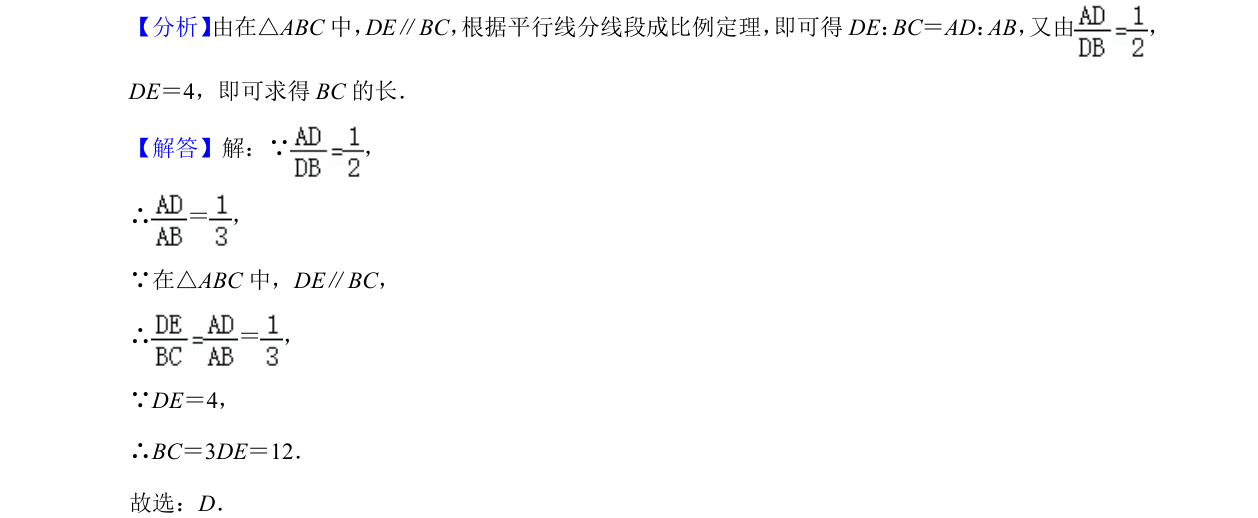 【分析】由在△ABC中,DE∥BC,根据平行线分线段成比例定理,即可得DE:BC=AD:AB,又由AD/DB=1/2,
DE=4，即可求得BC的长.
【解答】解：∵AD/DB=1/2,
∴AD/AB=1/3,
∵在△ABC中，DE∥BC,
∴DE/BC=AD/AB=1/3,
∵DE=4,
∴BC=3DE=12.
故选：D.